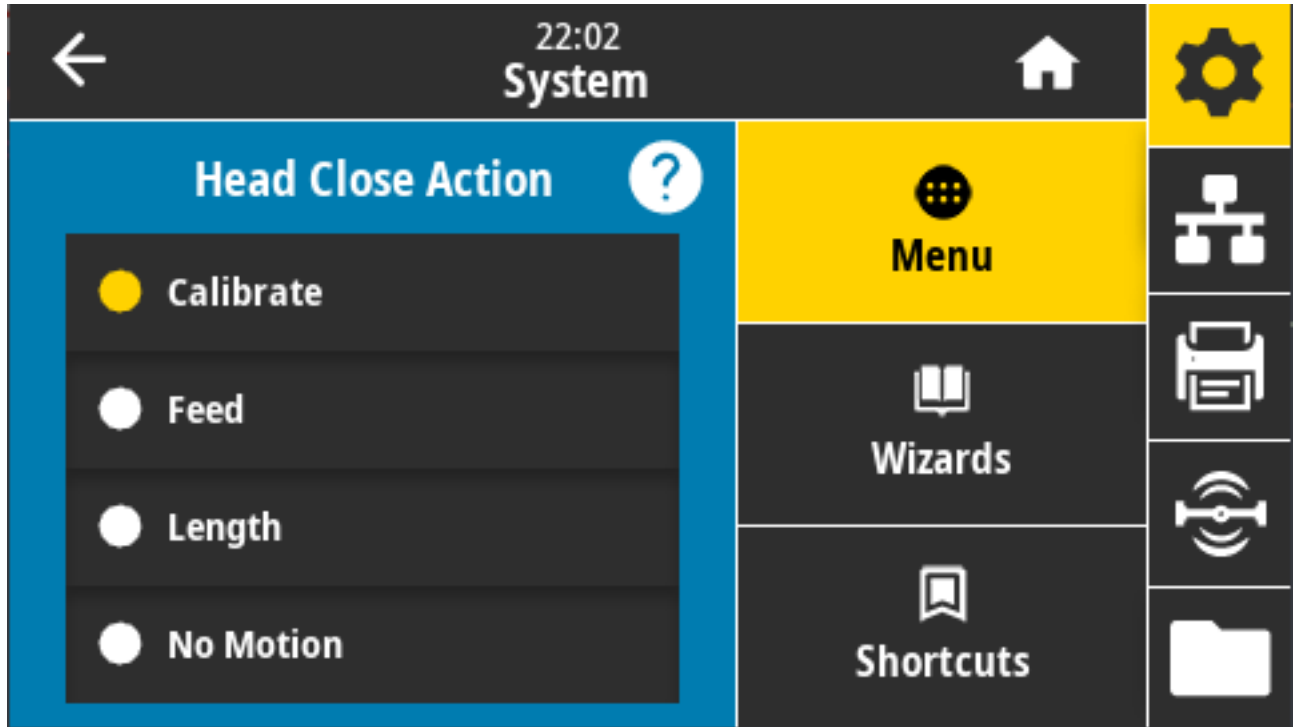 22:02
System
Head Close Action ?
Calibrate
Feed
Length
No Motion
Menu
Wizards
Shortcuts